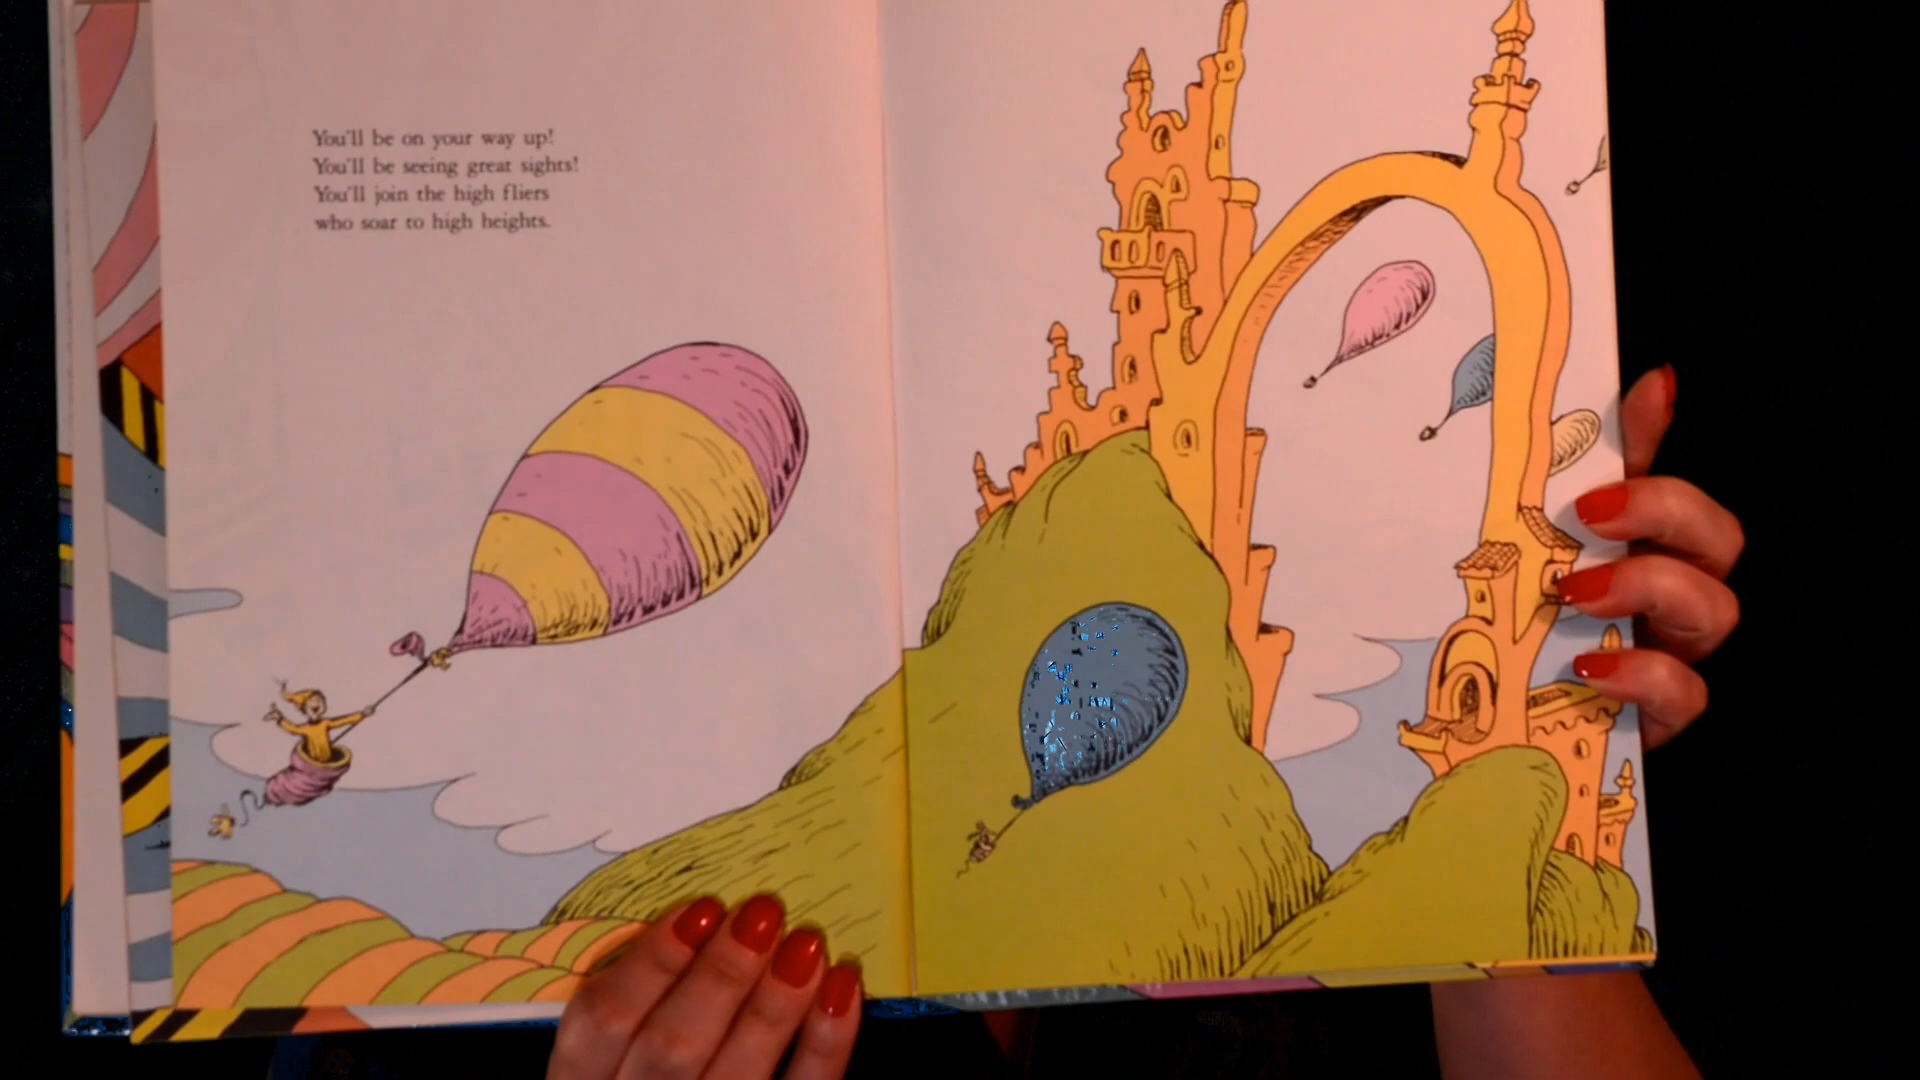 You'll be on your way up!
You'll be seeing great sights!
You'll join the high fliers
who soar to high heights.